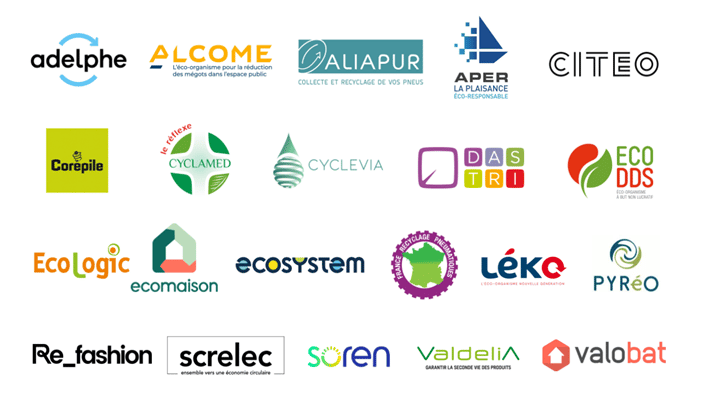 adelphe
ALCOME
L'éco-organisme pour la réduction
des mégots dans l'espace public
ALIAPUR
COLLECTE ET RECYCLAGE DE VOS PNEUS
APER
LA PLAISANCE
ÉCO-RESPONSABLE
CITEO
Corepile
le réflexe
CYCLAMED
CYCLEVIA
DAS
TRI
ECO
DDS
ÉCO-ORGANISME
À BUT NON LUCRATIF
EcoLogic
ecomaison
ecosystem
FRANCE RECYCLAGE PNEUMATIQUES
LÉKO
L'ÉCO-ORGANISME NOUVELLE GÉNÉRATION
PYRéO
Re_fashion
screlec
ensemble vers une économie circulaire
soren
ValdeliA
GARANTIR LA SECONDE VIE DES PRODUITS
valobat